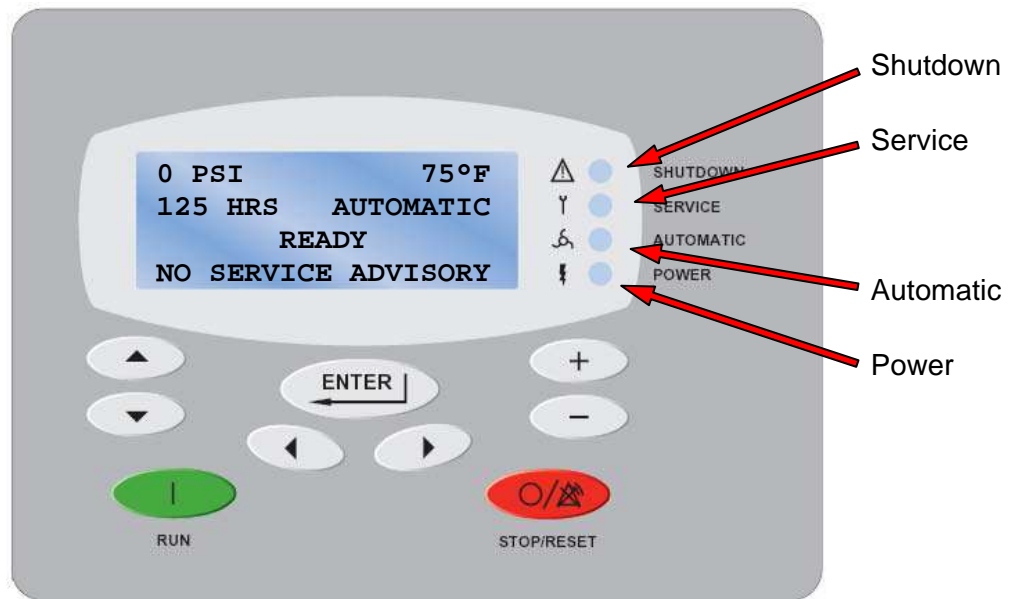 Shutdown
Service
0 PSI 75°F
125 HRS AUTOMATIC
READY
NO SERVICE ADVISORY
SHUTDOWN
SERVICE
AUTOMATIC
POWER
Automatic
Power
ENTER
+
−
I
O/
RUN
STOP/RESET